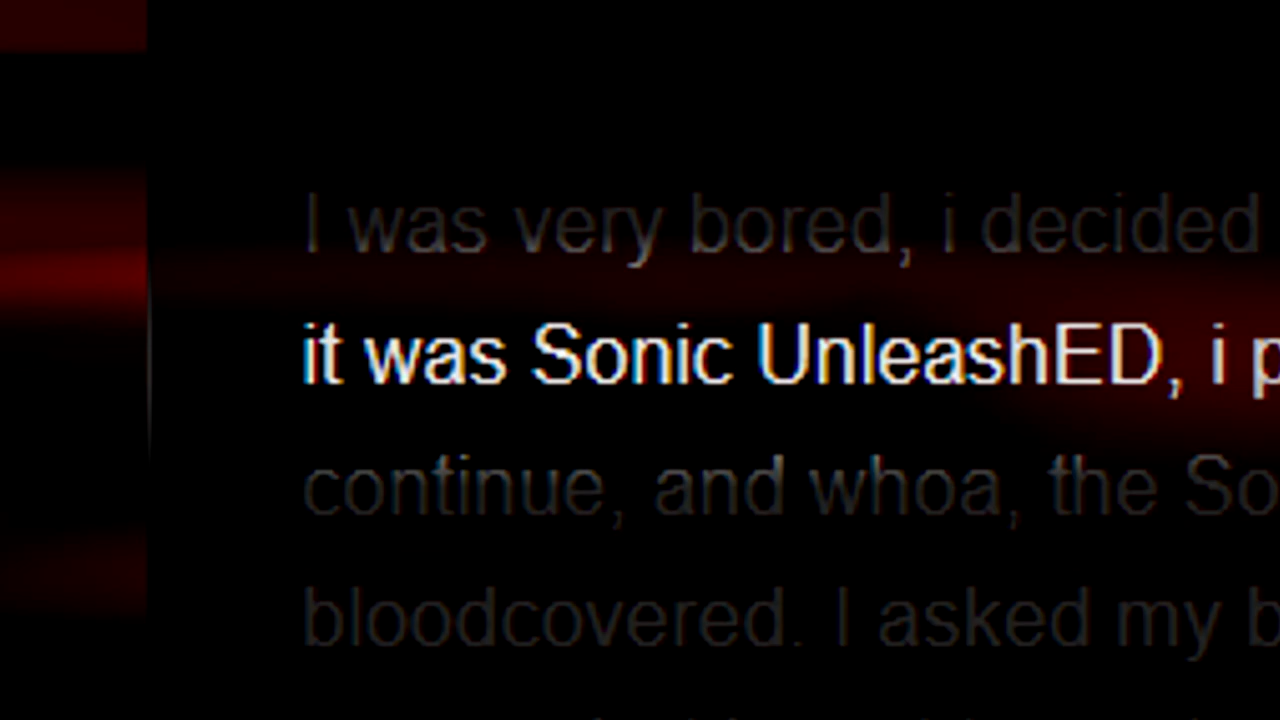 I was very bored, i decided
it was Sonic UnleashED, i p
continue, and whoa, the So
bloodcovered. I asked my b